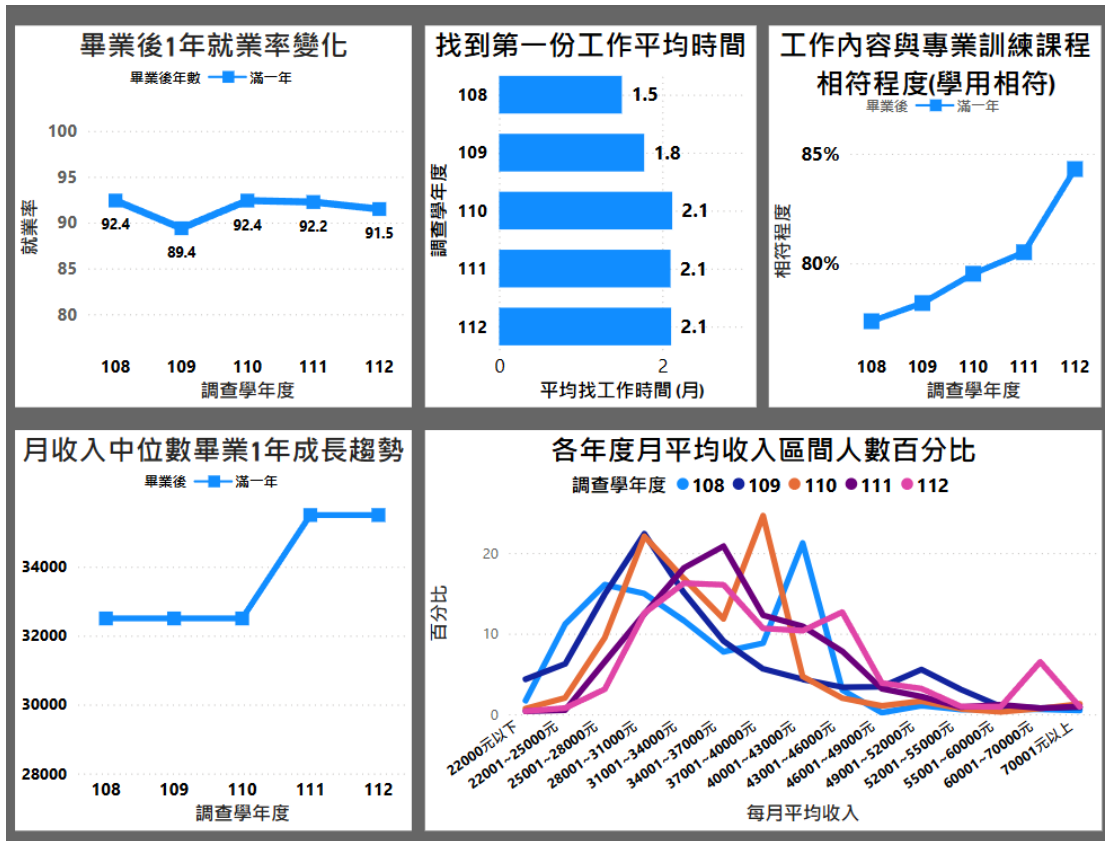 畢業後1年就業率變化
畢業後年數 滿一年
就業率
100
95
90
85
80
92.4
89.4
92.4
92.2
91.5
108 109 110 111 112
調查學年度
找到第一份工作平均時間
調查學年度
108 1.5
109 1.8
110 2.1
111 2.1
112 2.1
0 2
平均找工作時間 (月)
工作內容與專業訓練課程
相符程度(學用相符)
畢業後 滿一年
相符程度
85%
80%
108 109 110 111 112
調查學年度
月收入中位數畢業1年成長趨勢
畢業後 滿一年
34000
32000
30000
28000
108 109 110 111 112
調查學年度
各年度月平均收入區間人數百分比
調查學年度 108 109 110 111 112
百分比
20
10
0
22000元以下
22001~25000元
25001~28000元
28001~31000元
31001~34000元
34001~37000元
37001~40000元
40001~43000元
43001~46000元
46001~49000元
49001~52000元
52001~55000元
55001~60000元
60001~70000元
70001元以上
每月平均收入